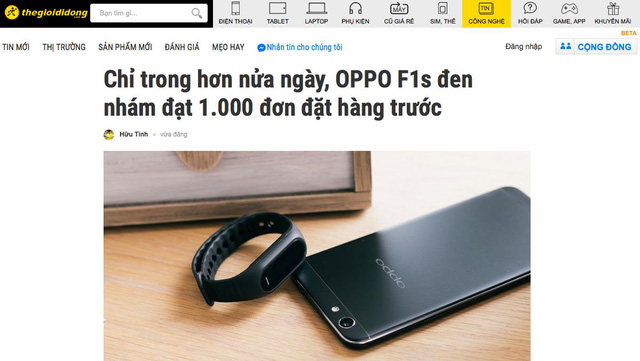 thegioididong.com
Bạn tìm gì...
ĐIỆN THOẠI
TABLET
LAPTOP
PHỤ KIỆN
MÁY
CŨ GIÁ RẺ
SIM, THẺ
TIN
CÔNG NGHỆ
HỎI ĐÁP
GAME, APP
KHUYẾN MÃI
BETA
TIN MỚI
THỊ TRƯỜNG
SẢN PHẨM MỚI
ĐÁNH GIÁ
MẸO HAY
Nhắn tin cho chúng tôi
Đăng nhập
CỘNG ĐỒNG
Chỉ trong hơn nửa ngày, OPPO F1s đen
nhám đạt 1.000 đơn đặt hàng trước
Hữu Tình
vừa đăng
oppo